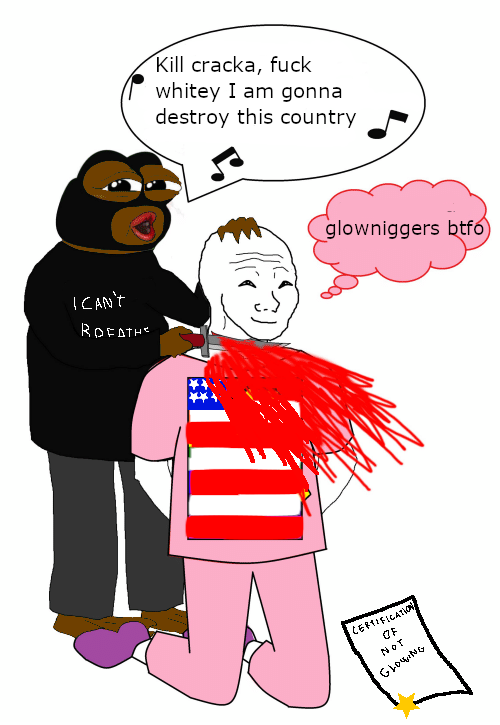 Kill cracka, fuck
whitey I am gonna
destroy this country
glowniggers btfo
I CAN'T
BREATHE
CERTIFICATION
OF
NOT
GLOWING